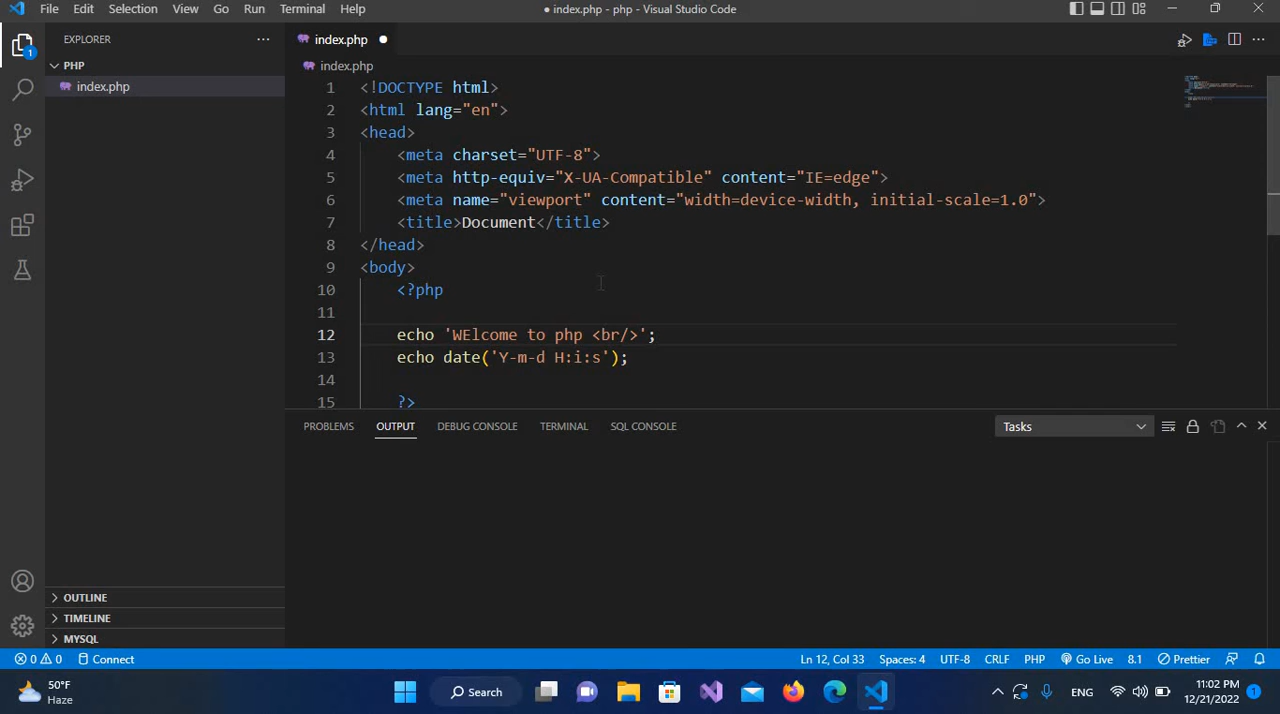 File Edit Selection View Go Run Terminal Help ● index.php - php - Visual Studio Code
EXPLORER ...
index.php ●
PHP
index.php
index.php
1 <!DOCTYPE html>
2 <html lang="en">
3 <head>
4 <meta charset="UTF-8">
5 <meta http-equiv="X-UA-Compatible" content="IE=edge">
6 <meta name="viewport" content="width=device-width, initial-scale=1.0">
7 <title>Document</title>
8 </head>
9 <body>
10 <?php
11
12 echo 'WElcome to php <br/>';
13 echo date('Y-m-d H:i:s');
14
15 ?>
PROBLEMS OUTPUT DEBUG CONSOLE TERMINAL SQL CONSOLE Tasks
1
OUTLINE
TIMELINE
MYSQL
0 0 Connect Ln 12, Col 33 Spaces: 4 UTF-8 CRLF PHP Go Live 8.1 Prettier
50°F
Haze
Search
ENG
11:02 PM
12/21/2022
1